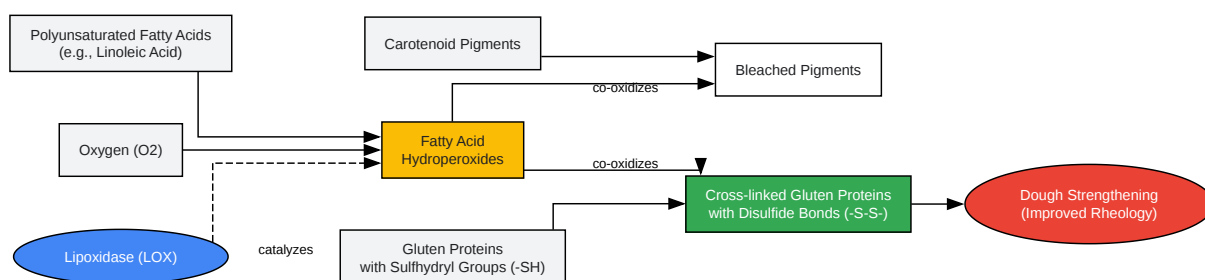 Polyunsaturated Fatty Acids
(e.g., Linoleic Acid)
Carotenoid Pigments
Bleached Pigments
co-oxidizes
Oxygen (O2)
Fatty Acid
Hydroperoxides
co-oxidizes
Cross-linked Gluten Proteins
with Disulfide Bonds (-S-S-)
Dough Strengthening
(Improved Rheology)
Lipoxidase (LOX)
catalyzes
Gluten Proteins
with Sulfhydryl Groups (-SH)